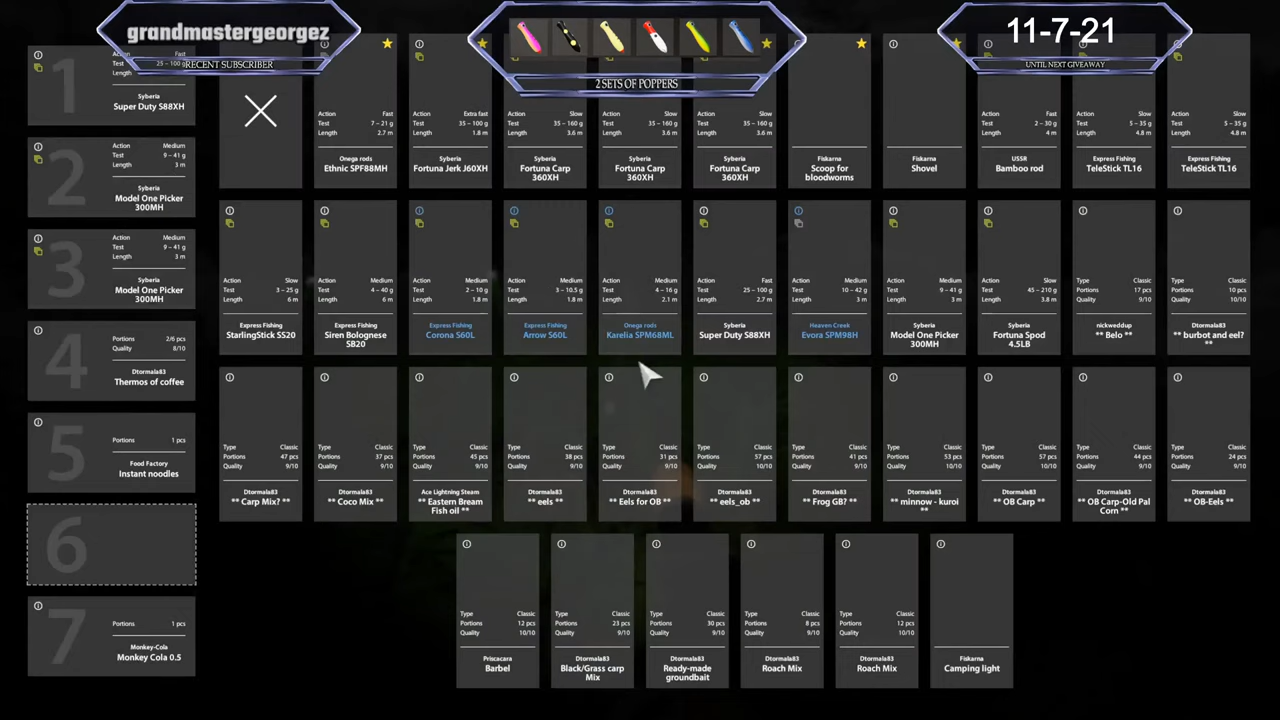 grandmastergeorgez
RECENT SUBSCRIBER
2 SETS OF POPPERS
11-7-21
UNTIL NEXT GIVEAWAY
1
Action Fast
25 – 100 g
Syberia
Super Duty S88XH
2
Action Medium
Test 9 – 41 g
Length 3 m
Syberia
Model One Picker
300MH
3
Action Medium
Test 9 – 41 g
Length 3 m
Syberia
Model One Picker
300MH
4
Portions 2/6 pcs
Quality 8/10
Dtormala83
Thermos of coffee
5
Portions 1 pcs
Food Factory
Instant noodles
6
7
Portions 1 pcs
Monkey-Cola
Monkey Cola 0.5
Action Fast
Test 7 – 21 g
Length 2.7 m
Onega rods
Ethnic SPF88MH
Action Extra fast
Test 35 – 100 g
Length 1.8 m
Syberia
Fortuna Jerk J60XH
Action Slow
Test 35 – 160 g
Length 3.6 m
Syberia
Fortuna Carp
360XH
Action Slow
Test 35 – 160 g
Length 3.6 m
Syberia
Fortuna Carp
360XH
Action Slow
Test 35 – 160 g
Length 3.6 m
Syberia
Fortuna Carp
360XH
Fiskarna
Scoop for
bloodworms
Fiskarna
Shovel
Action Fast
Test 2 – 30 g
Length 4 m
USSR
Bamboo rod
Action Slow
Test 5 – 35 g
Length 4.8 m
Express Fishing
TeleStick TL16
Action Slow
Test 5 – 35 g
Length 4.8 m
Express Fishing
TeleStick TL16
Action Slow
Test 3 – 25 g
Length 6 m
Express Fishing
StarlingStick SS20
Action Medium
Test 4 – 40 g
Length 6 m
Express Fishing
Siren Bolognese
SB20
Action Medium
Test 2 – 10 g
Length 1.8 m
Express Fishing
Corona S60L
Action Medium
Test 3 – 10.5 g
Length 1.8 m
Express Fishing
Arrow S60L
Action Medium
Test 4 – 16 g
Length 2.1 m
Onega rods
Karelia SPM68ML
Action Fast
Test 25 – 100 g
Length 2.7 m
Syberia
Super Duty S88XH
Action Medium
Test 10 – 42 g
Length 3 m
Heaven Creek
Evora SPM98H
Action Medium
Test 9 – 41 g
Length 3 m
Syberia
Model One Picker
300MH
Action Slow
Test 45 – 210 g
Length 3.8 m
Syberia
Fortuna Spod
4.5LB
Type Classic
Portions 17 pcs
Quality 9/10
nickweddup
** Belo **
Type Classic
Portions 10 pcs
Quality 10/10
Dtormala83
** burbot and eel?
**
Type Classic
Portions 47 pcs
Quality 9/10
Dtormala83
** Carp Mix? **
Type Classic
Portions 37 pcs
Quality 9/10
Dtormala83
** Coco Mix **
Type Classic
Portions 45 pcs
Quality 9/10
Ace Lightning Steam
** Eastern Bream
Fish oil **
Type Classic
Portions 38 pcs
Quality 9/10
Dtormala83
** eels **
Type Classic
Portions 31 pcs
Quality 9/10
Dtormala83
** Eels for OB **
Type Classic
Portions 57 pcs
Quality 10/10
Dtormala83
** eels_ob **
Type Classic
Portions 41 pcs
Quality 9/10
Dtormala83
** Frog GB? **
Type Classic
Portions 53 pcs
Quality 10/10
Dtormala83
** minnow - kuroi
**
Type Classic
Portions 57 pcs
Quality 10/10
Dtormala83
** OB Carp **
Type Classic
Portions 44 pcs
Quality 9/10
Dtormala83
** OB Carp-Old Pal
Corn **
Type Classic
Portions 24 pcs
Quality 9/10
Dtormala83
** OB-Eels **
Type Classic
Portions 12 pcs
Quality 10/10
Priscacara
Barbel
Type Classic
Portions 23 pcs
Quality 9/10
Dtormala83
Black/Grass carp
Mix
Type Classic
Portions 30 pcs
Quality 9/10
Dtormala83
Ready-made
groundbait
Type Classic
Portions 8 pcs
Quality 9/10
Dtormala83
Roach Mix
Type Classic
Portions 12 pcs
Quality 10/10
Dtormala83
Roach Mix
Fiskarna
Camping light